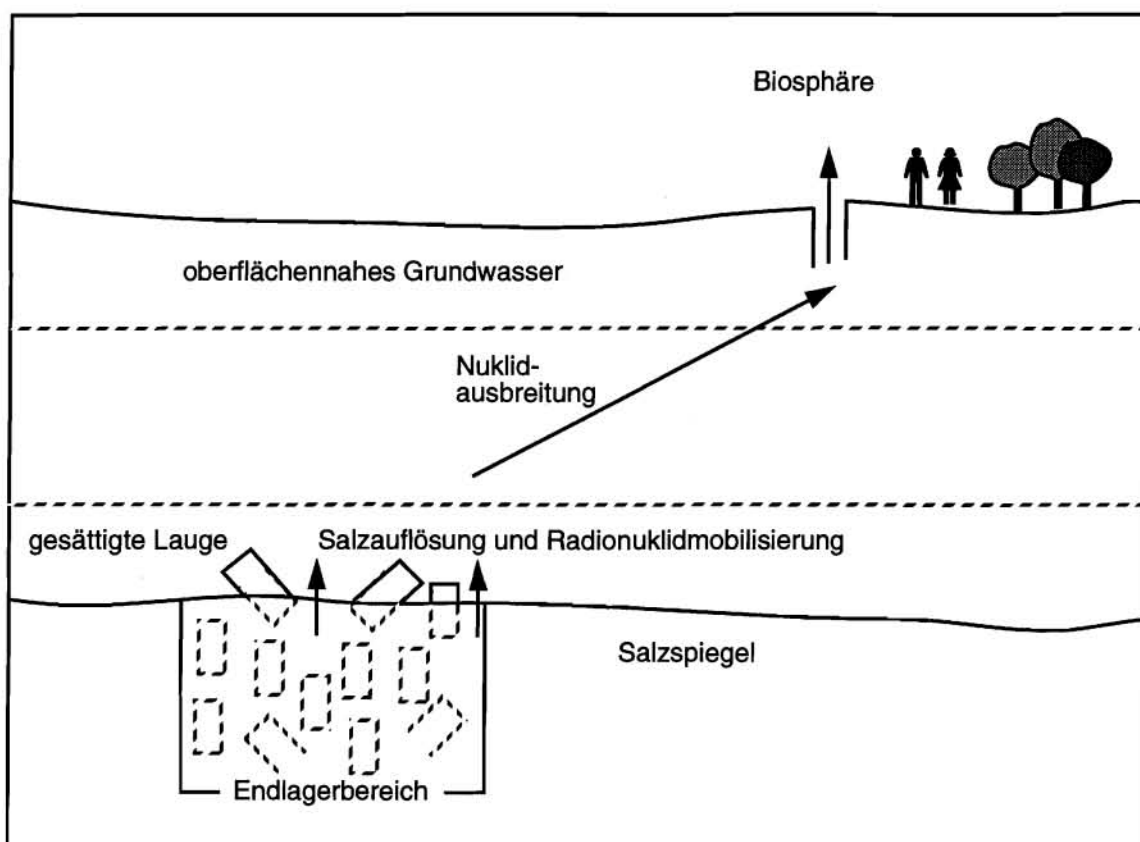 Biosphäre
oberflächennahes Grundwasser
Nuklid-
ausbreitung
gesättigte Lauge
Salzauflösung und Radionuklidmobilisierung
Salzspiegel
Endlagerbereich